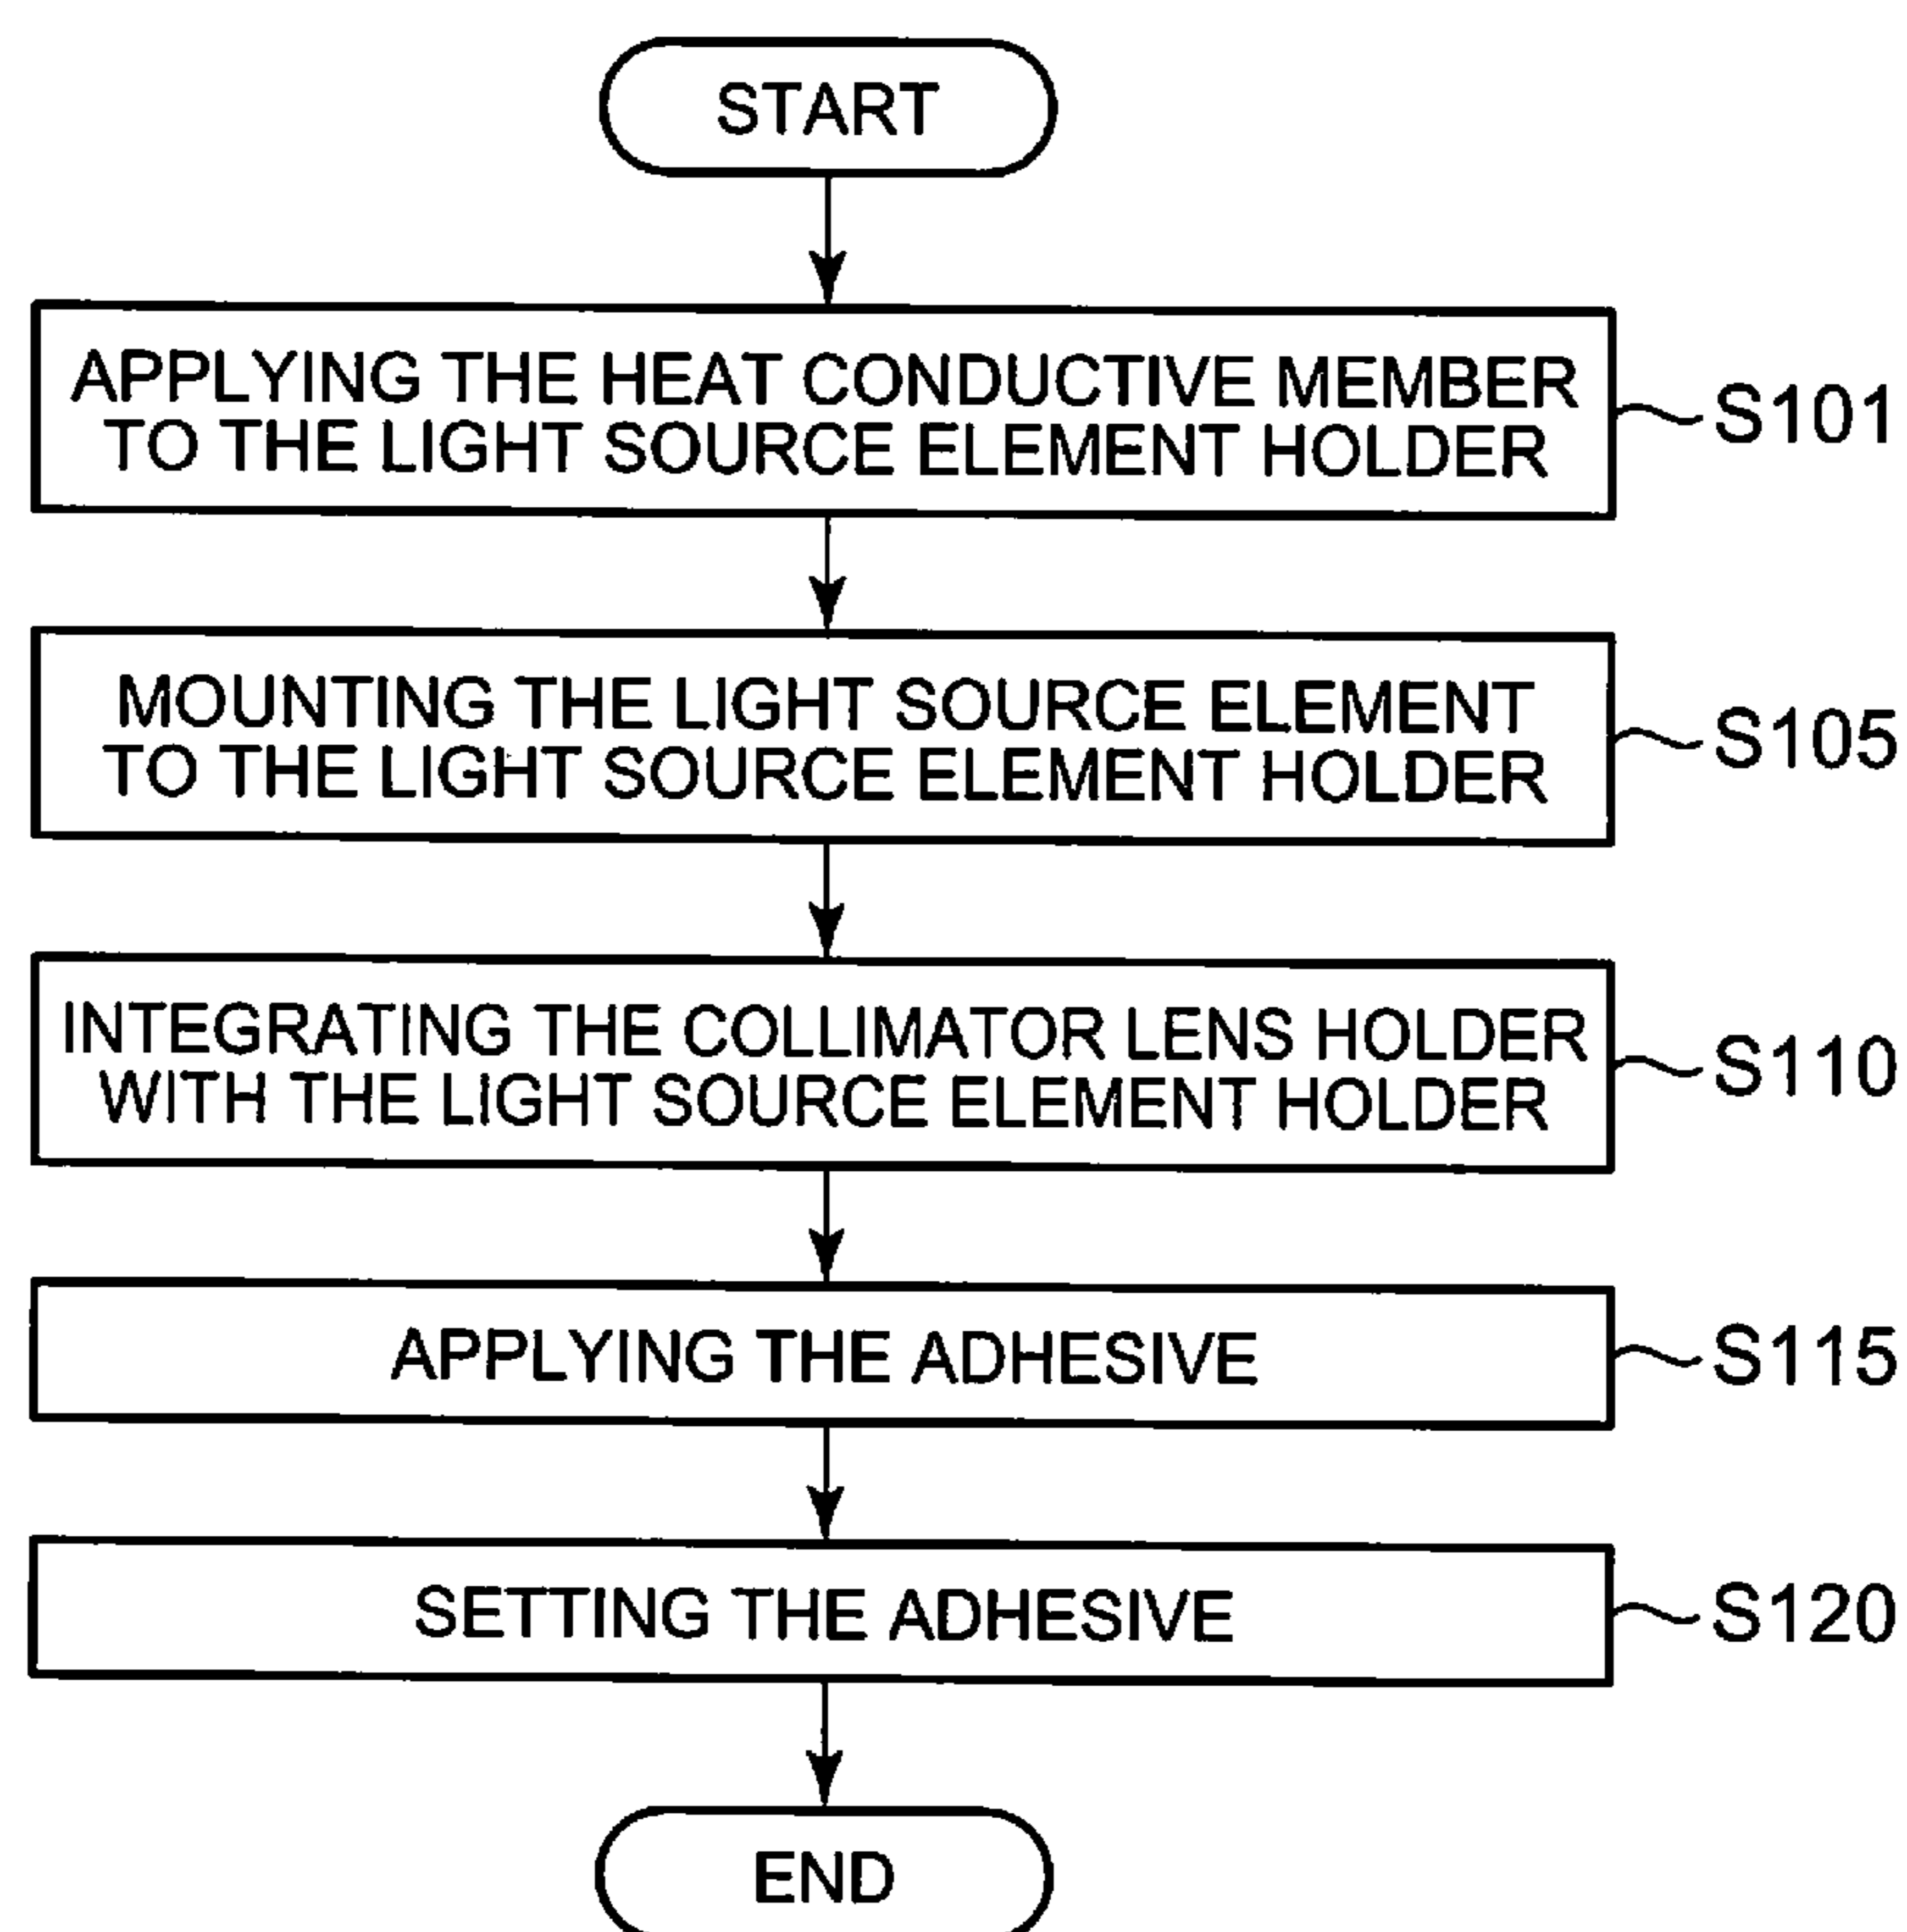 START
APPLYING THE HEAT CONDUCTIVE MEMBER
TO THE LIGHT SOURCE ELEMENT HOLDER
S101
MOUNTING THE LIGHT SOURCE ELEMENT
TO THE LIGHT SOURCE ELEMENT HOLDER
S105
INTEGRATING THE COLLIMATOR LENS HOLDER
WITH THE LIGHT SOURCE ELEMENT HOLDER
S110
APPLYING THE ADHESIVE
S115
SETTING THE ADHESIVE
S120
END